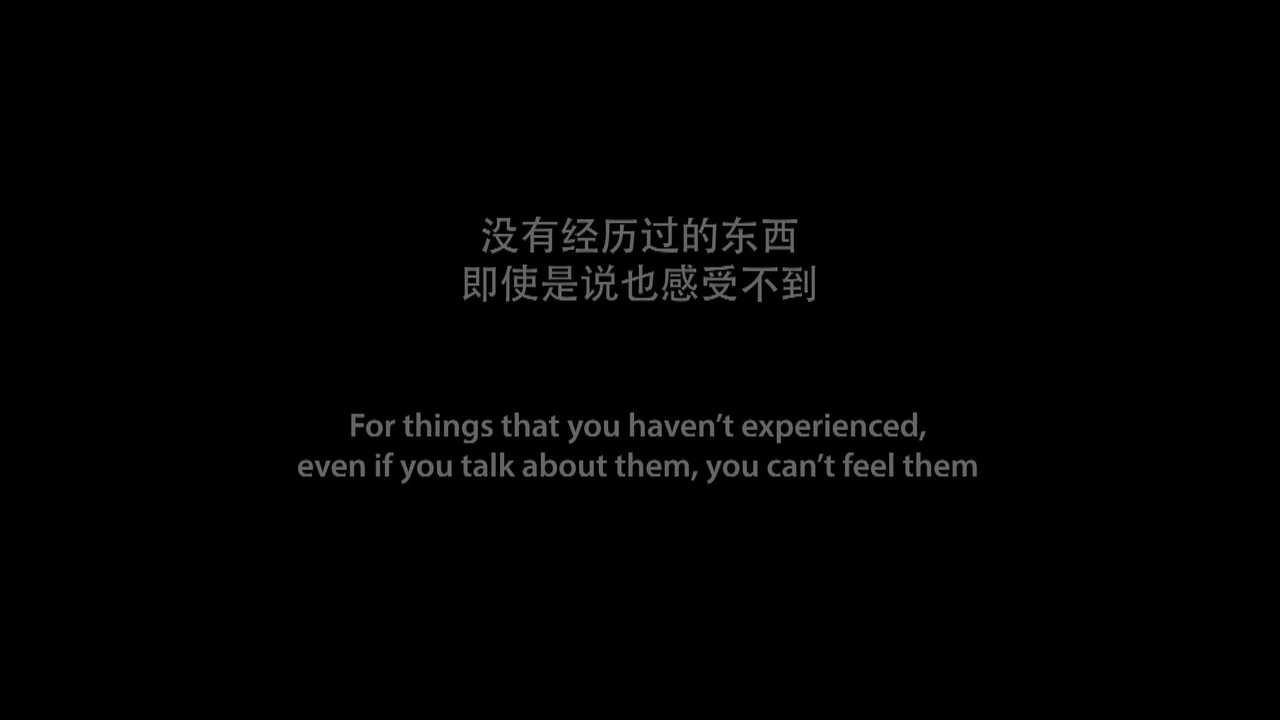 没有经历过的东西
即使是说也感受不到
For things that you haven’t experienced,
even if you talk about them, you can’t feel them